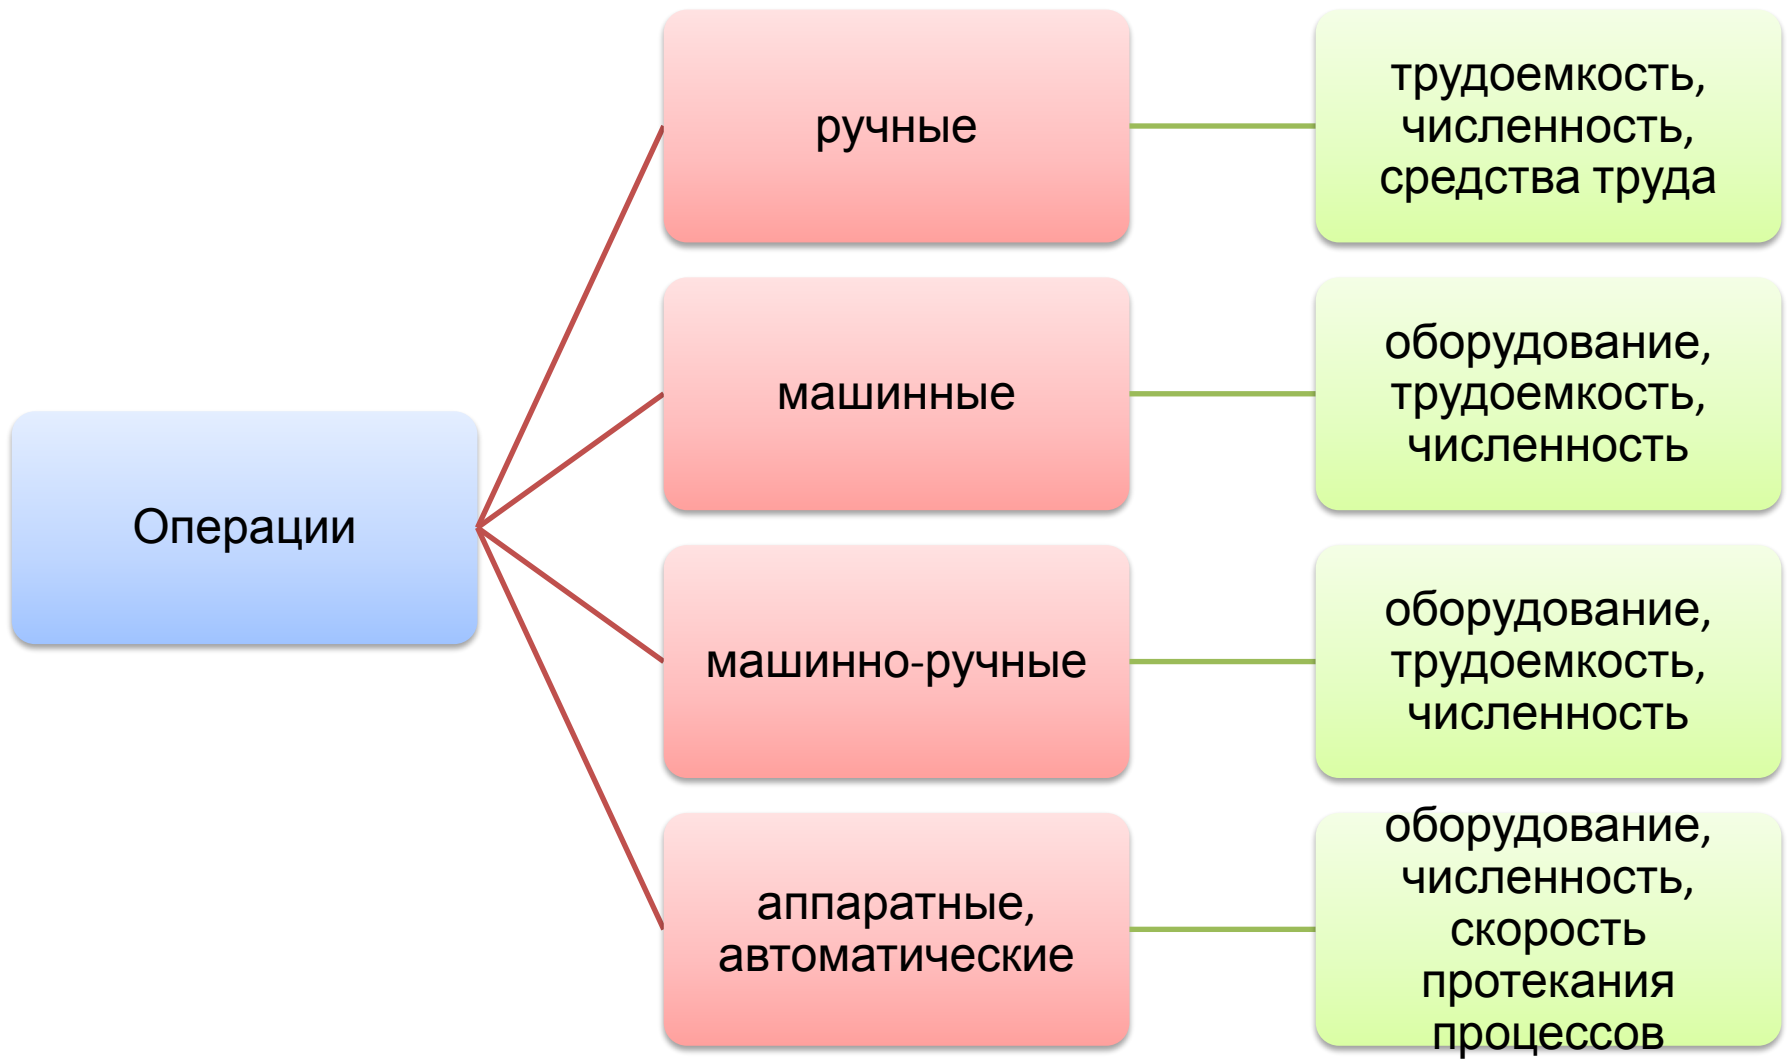 Операции
ручные
трудоемкость,
численность,
средства труда
машинные
оборудование,
трудоемкость,
численность
машинно-ручные
оборудование,
трудоемкость,
численность
аппаратные,
автоматические
оборудование,
численность,
скорость
протекания
процессов